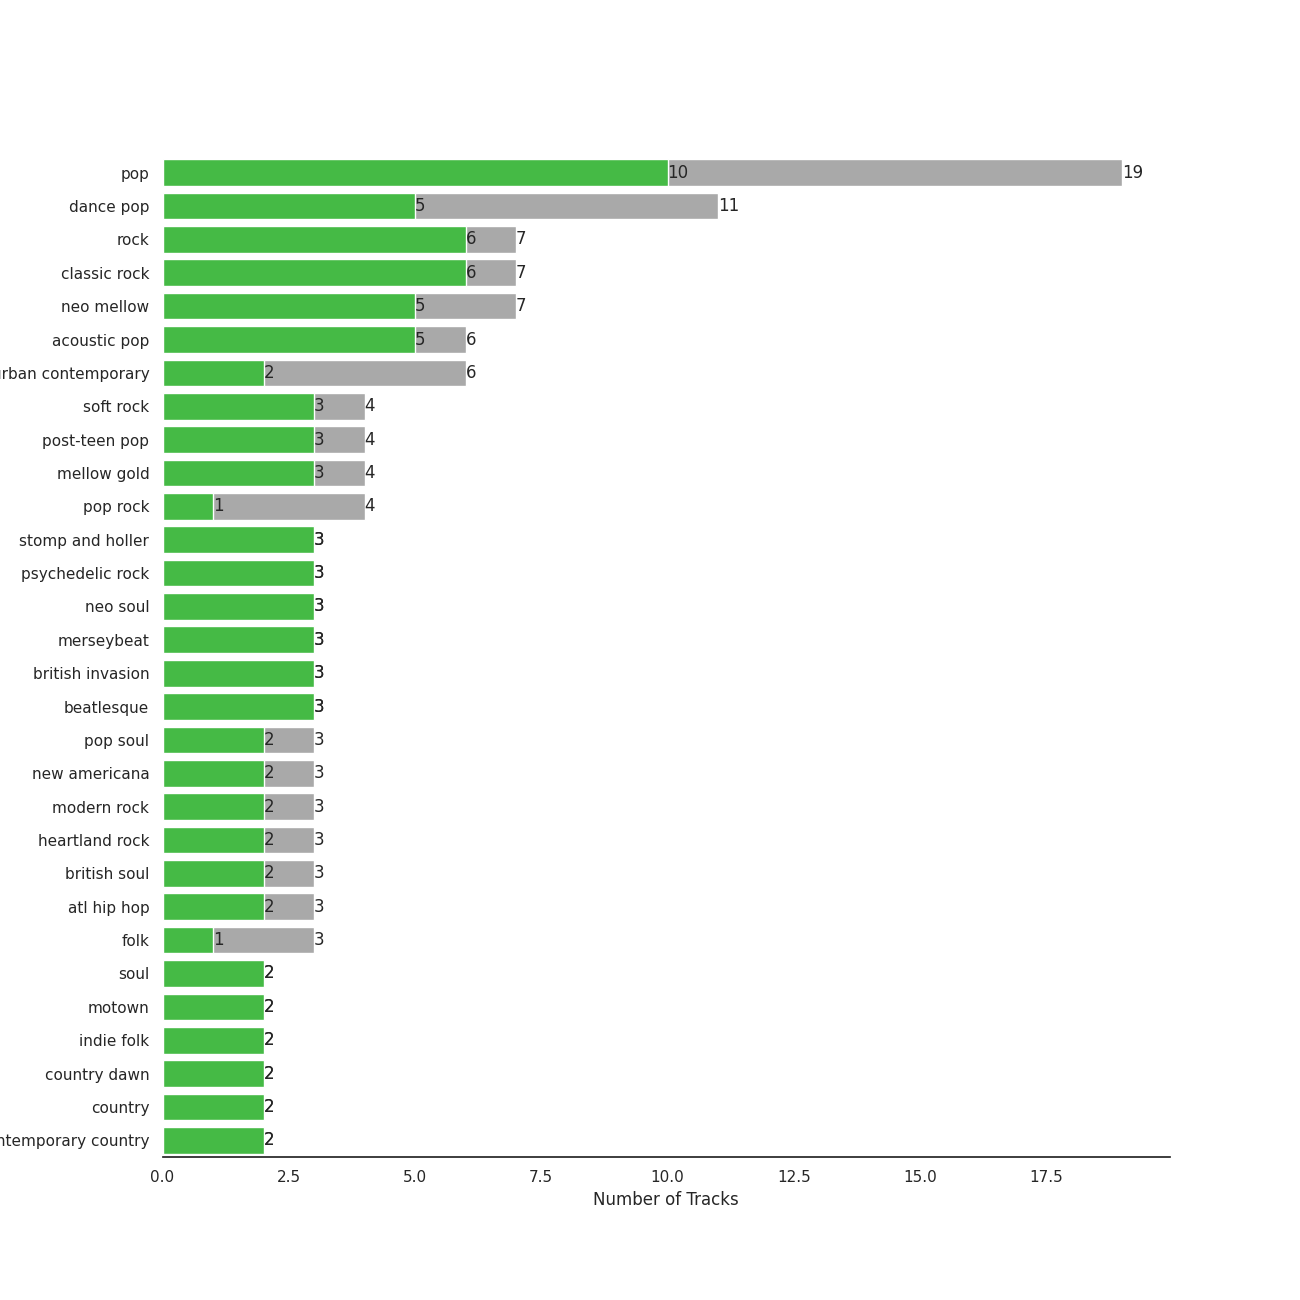 pop 10 19
dance pop 5 11
rock 6 7
classic rock 6 7
neo mellow 5 7
acoustic pop 5 6
rban contemporary 2 6
soft rock 3 4
post-teen pop 3 4
mellow gold 3 4
pop rock 1 4
stomp and holler 3
psychedelic rock 3
neo soul 3
merseybeat 3
british invasion 3
beatlesque 3
pop soul 2 3
new americana 2 3
modern rock 2 3
heartland rock 2 3
british soul 2 3
atl hip hop 2 3
folk 1 3
soul 2
motown 2
indie folk 2
country dawn 2
country 2
ntemporary country 2
0.0 2.5 5.0 7.5 10.0 12.5 15.0 17.5
Number of Tracks